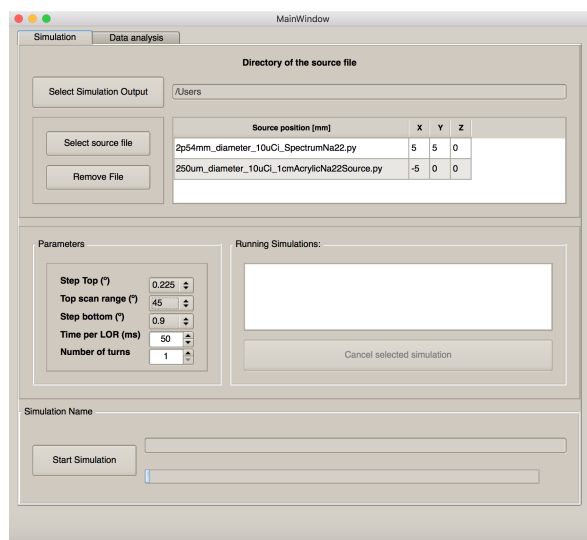 MainWindow
Simulation Data analysis
Directory of the source file
Select Simulation Output /Users
Source position [mm] X Y Z
Select source file
2p54mm_diameter_10uCi_SpectrumNa22.py 5 5 0
250um_diameter_10uCi_1cmAcrylicNa22Source.py -5 0 0
Remove File
Parameters Running Simulations:
Step Top (º) 0.225
Top scan range (º) 45
Step bottom (º) 0.9
Time per LOR (ms) 50
Number of turns 1
Cancel selected simulation
Simulation Name
Start Simulation